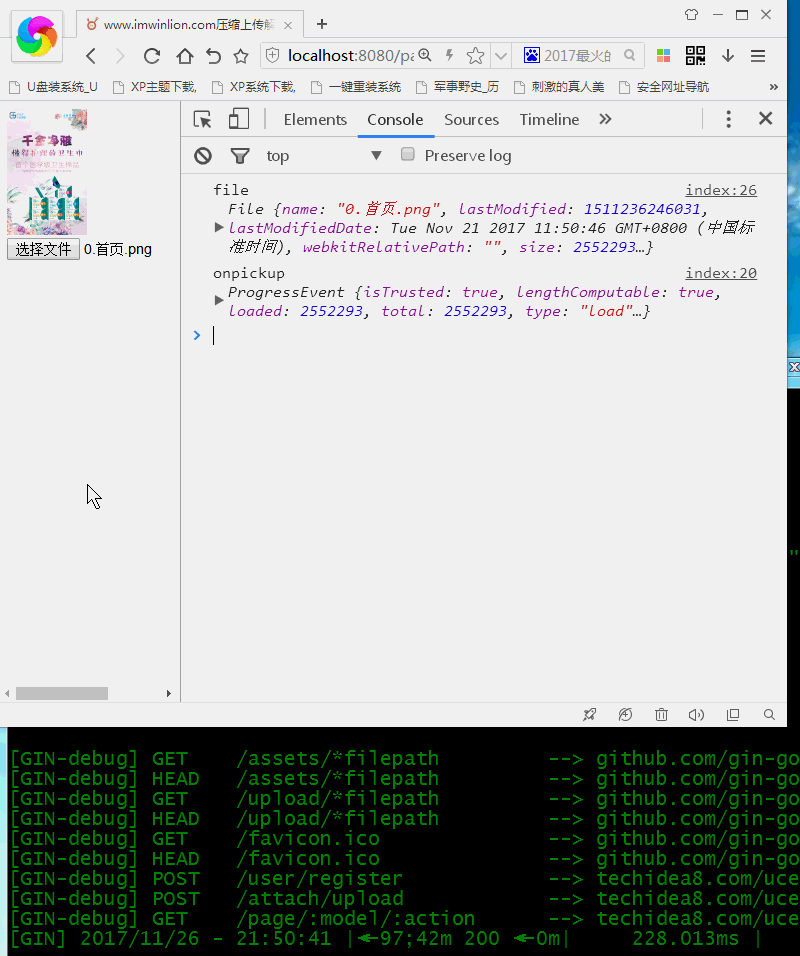 www.imwinlion.com压缩上传解
localhost:8080/pa
2017最火的
U盘装系统_U
XP主题下载,
XP系统下载,
一键重装系统
军事野史_历
刺激的真人美
安全网址导航
»
千金净雅
选择文件 0.首页.png
Elements Console Sources Timeline »
top Preserve log
file index:26
File {name: "0.首页.png", lastModified: 1511236246031,
lastModifiedDate: Tue Nov 21 2017 11:50:46 GMT+0800 (中国标
准时间), webkitRelativePath: "", size: 2552293…}
onpickup index:20
ProgressEvent {isTrusted: true, lengthComputable: true,
loaded: 2552293, total: 2552293, type: "load"…}
>
"
[GIN-debug] GET /assets/*filepath --> github.com/gin-go
[GIN-debug] HEAD /assets/*filepath --> github.com/gin-go
[GIN-debug] GET /upload/*filepath --> github.com/gin-go
[GIN-debug] HEAD /upload/*filepath --> github.com/gin-go
[GIN-debug] GET /favicon.ico --> github.com/gin-go
[GIN-debug] HEAD /favicon.ico --> github.com/gin-go
[GIN-debug] POST /user/register --> techidea8.com/uce
[GIN-debug] POST /attach/upload --> techidea8.com/uce
[GIN-debug] GET /page/:model/:action --> techidea8.com/uce
[GIN] 2017/11/26 - 21:50:41 |←97;42m 200 ←0m| 228.013ms |